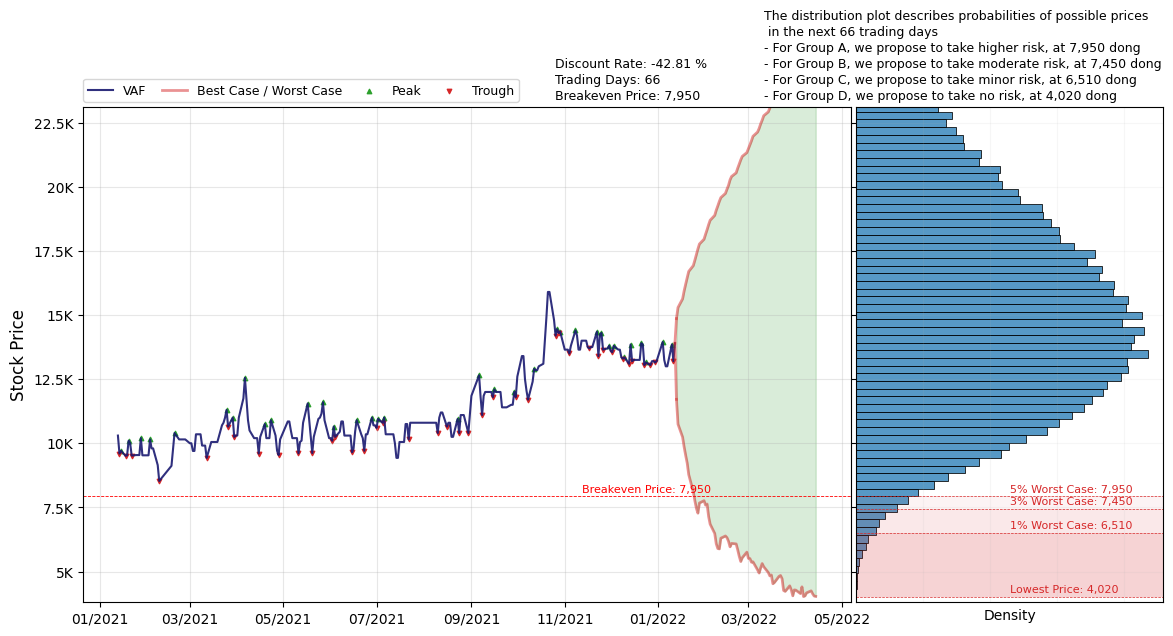 The distribution plot describes probabilities of possible prices
in the next 66 trading days
- For Group A, we propose to take higher risk, at 7,950 dong
- For Group B, we propose to take moderate risk, at 7,450 dong
- For Group C, we propose to take minor risk, at 6,510 dong
- For Group D, we propose to take no risk, at 4,020 dong
Discount Rate: -42.81 %
Trading Days: 66
Breakeven Price: 7,950
VAF
Best Case / Worst Case
Peak
Trough
Stock Price
22.5K
20K
17.5K
15K
12.5K
10K
7.5K
5K
Breakeven Price: 7,950
5% Worst Case: 7,950
3% Worst Case: 7,450
1% Worst Case: 6,510
Lowest Price: 4,020
01/2021
03/2021
05/2021
07/2021
09/2021
11/2021
01/2022
03/2022
05/2022
Density